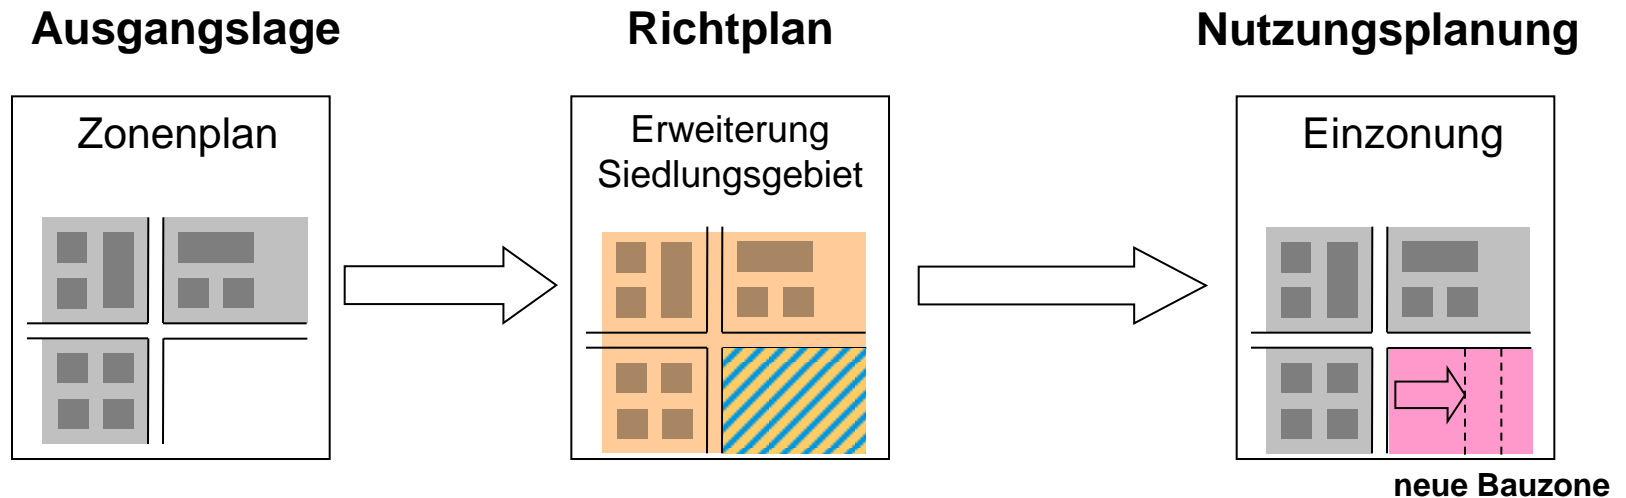 Ausgangslage
Richtplan
Nutzungsplanung
Zonenplan
Erweiterung
Siedlungsgebiet
Einzonung
neue Bauzone